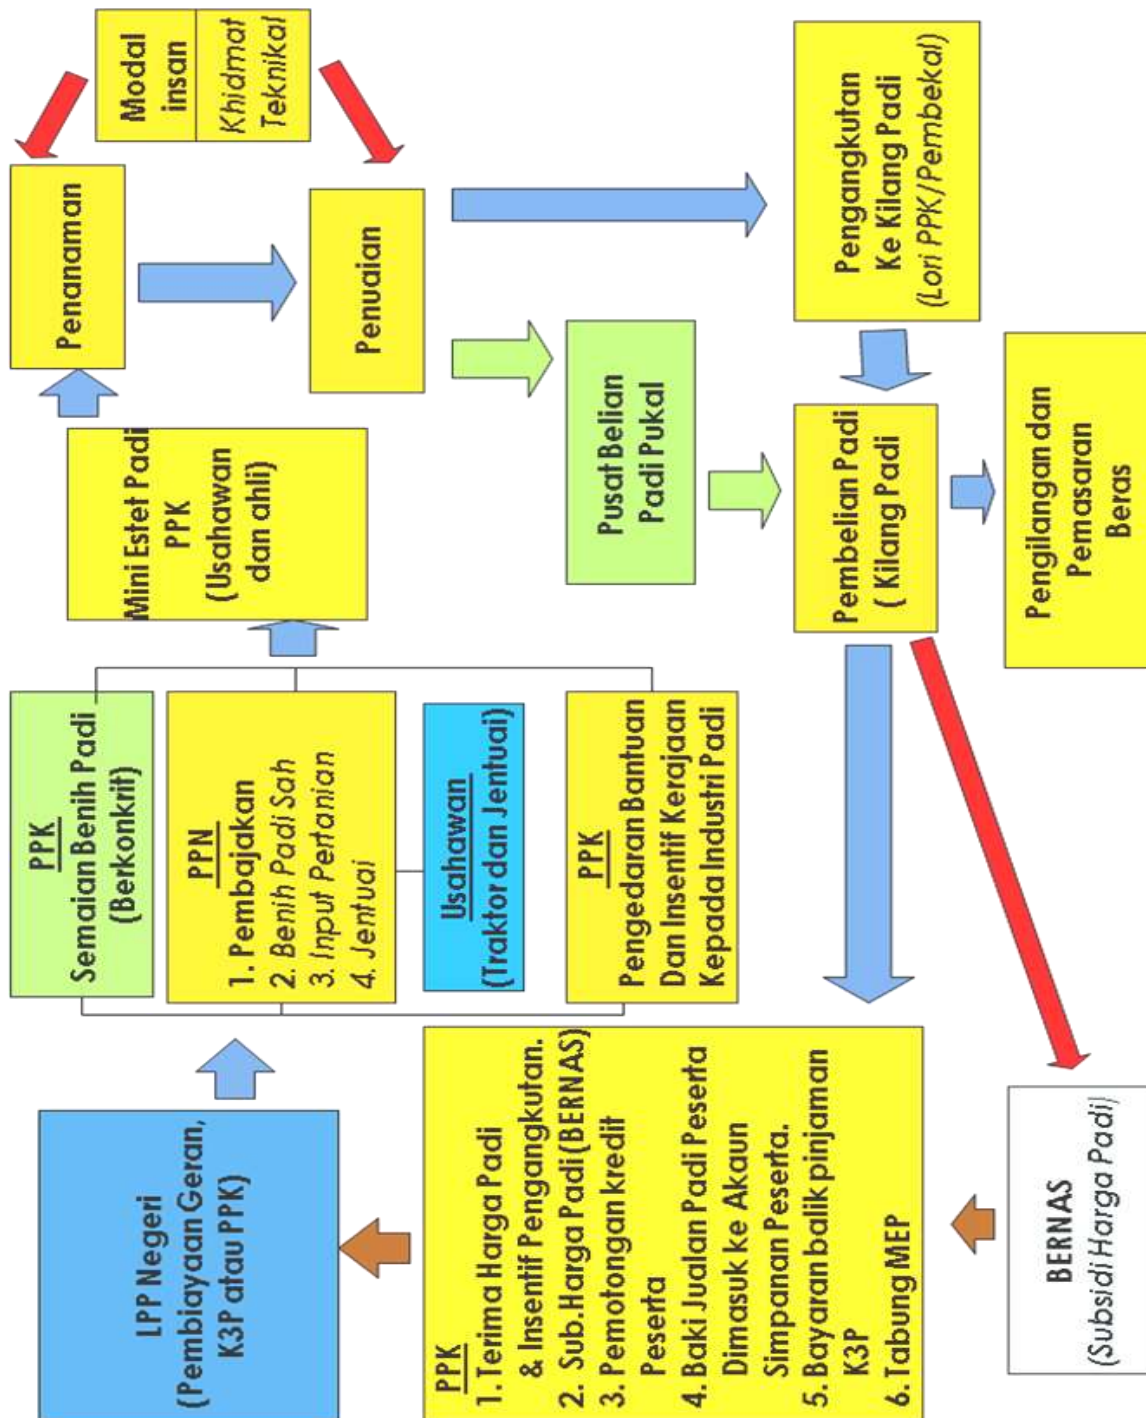 LPP Negeri
(Pembiayaan Geran,
K3P atau PPK)
PPK
Semaian Benih Padi
(Berkonkrit)
PPN
1. Pembajakan
2. Benih Padi Sah
3. Input Pertanian
4. Jentuai
Usahawan
(Traktor dan Jentuai)
PPK
Pengedaran Bantuan
Dan Insentif Kerajaan
Kepada Industri Padi
Mini Estet Padi
PPK
(Usahawan
dan ahli)
Penanaman
Modal
insan
Khidmat
Teknikal
Penuaian
Pusat Belian
Padi Pukal
Pengangkutan
Ke Kilang Padi
(Lori PPK/Pembekal)
Pembelian Padi
( Kilang Padi
Pengilangan dan
Pemasaran
Beras
PPK
1. Terima Harga Padi
& Insentif Pengangkutan.
2. Sub.Harga Padi(BERNAS)
3. Pemotongan kredit
Peserta
4. Baki Jualan Padi Peserta
Dimasuk ke Akaun
Simpanan Peserta.
5. Bayaran balik pinjaman
K3P
6. Tabung MEP
BERNAS
(Subsidi Harga Padi)